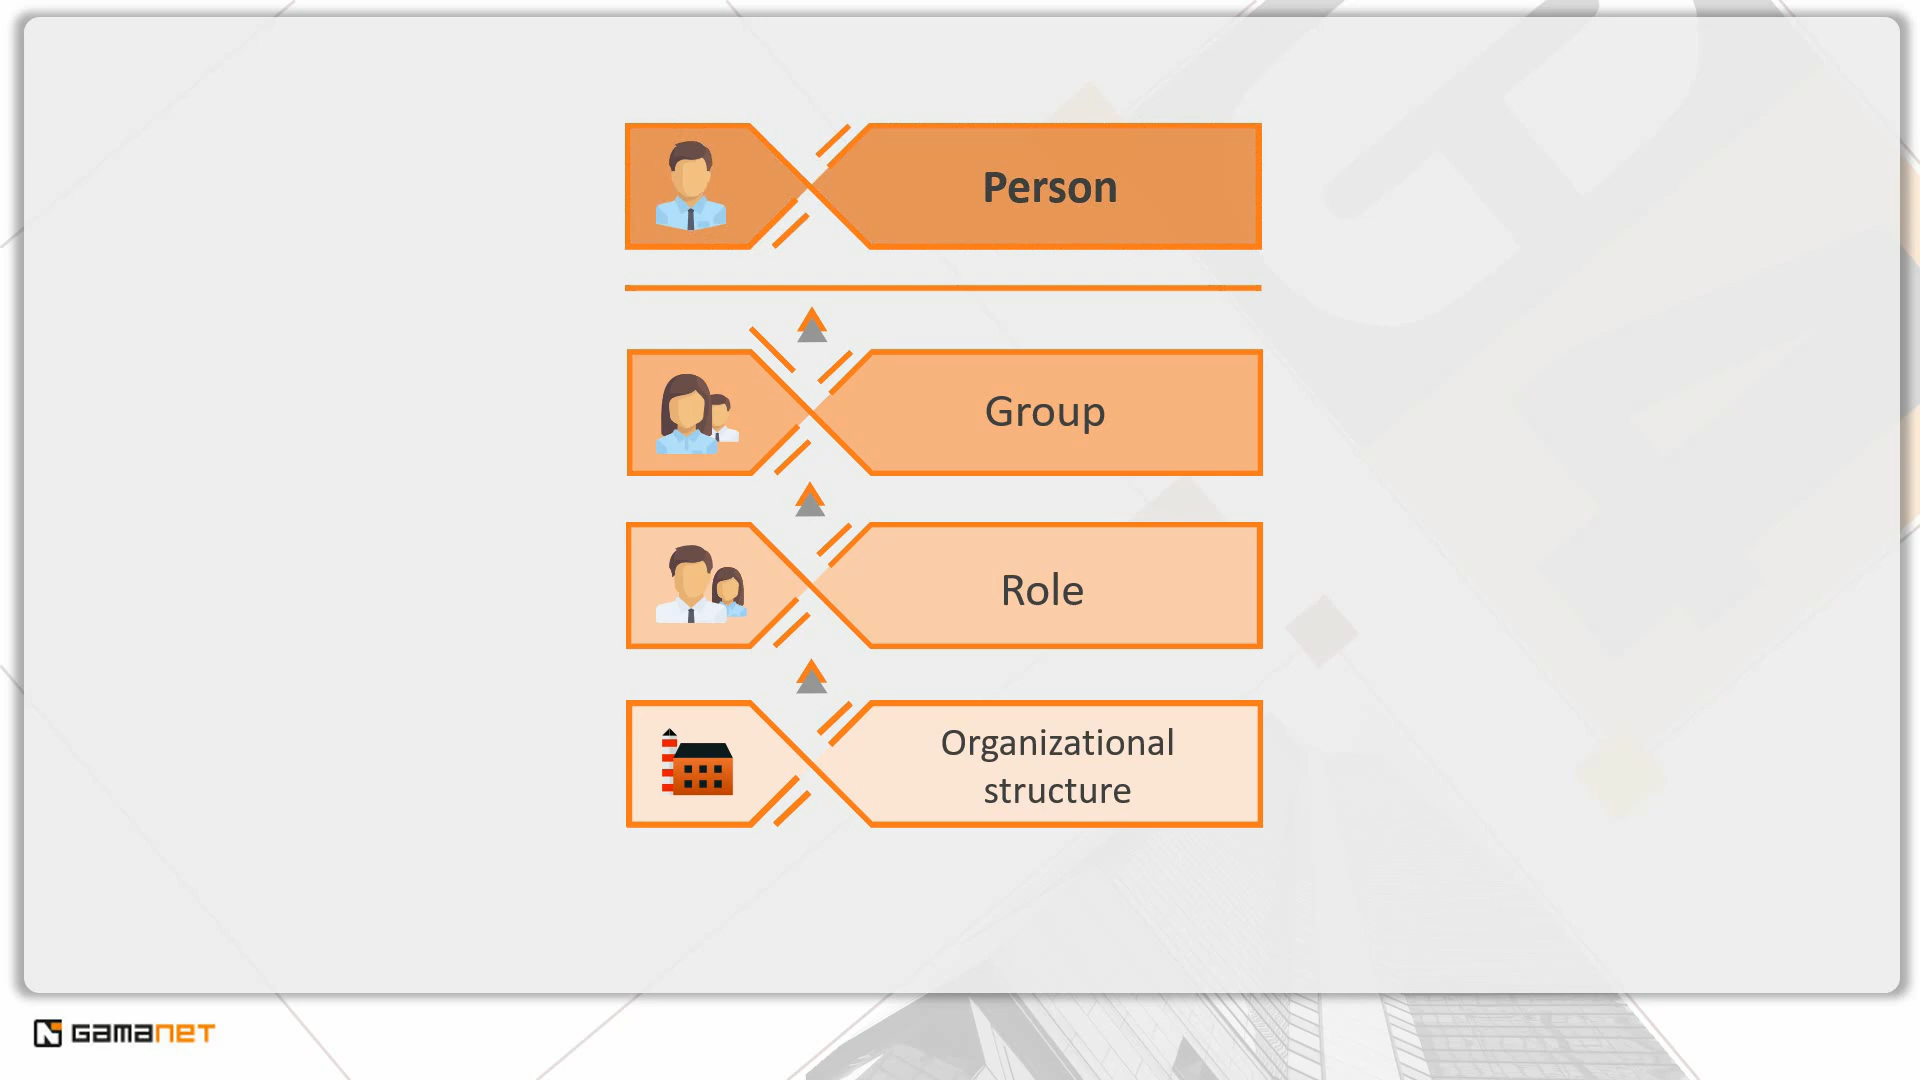 Person
Group
Role
Organizational
structure
GAMANET